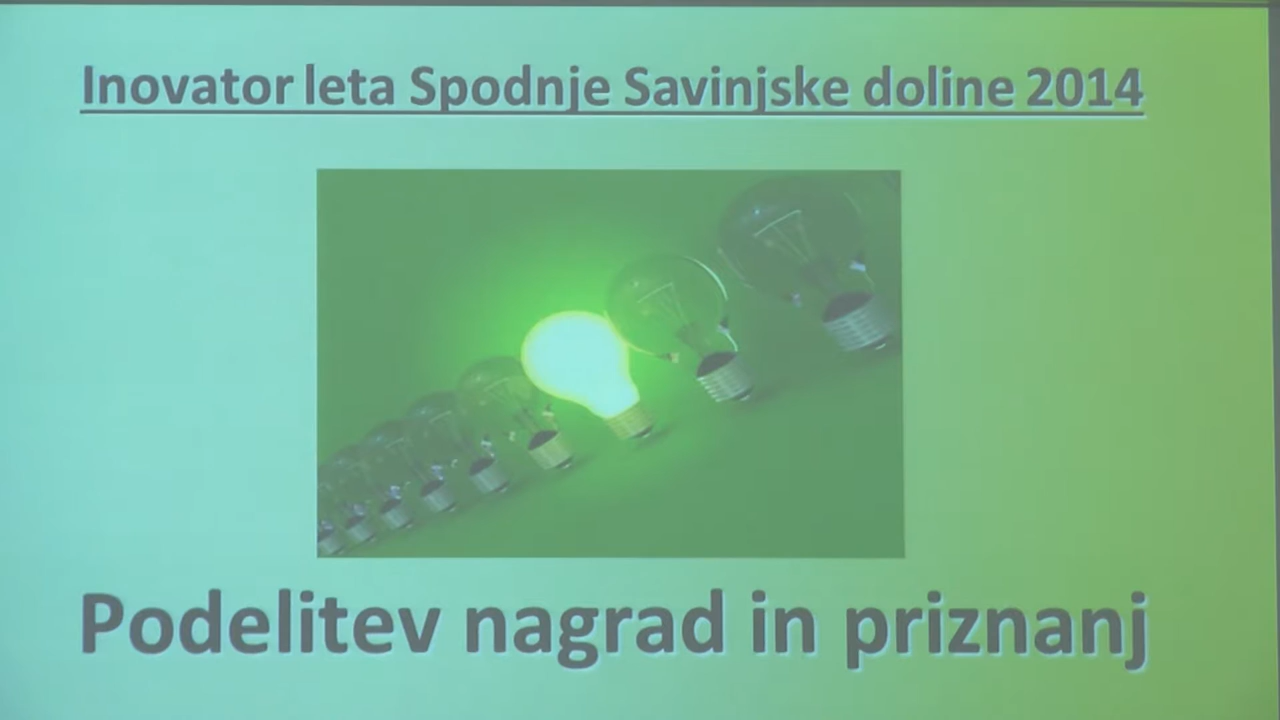 Inovator leta Spodnje Savinjske doline 2014
Podelitev nagrad in priznanj